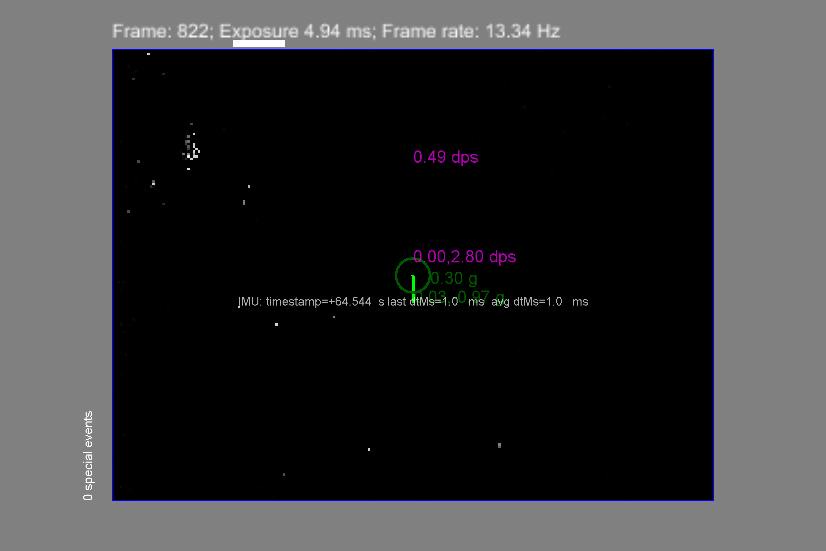 Frame: 822; Exposure 4.94 ms; Frame rate: 13.34 Hz
0.49 dps
0.00,2.80 dps
0.30 g
IMU: timestamp=+64.544 s last dtMs=1.0 ms avg dtMs=1.0 ms
0 special events